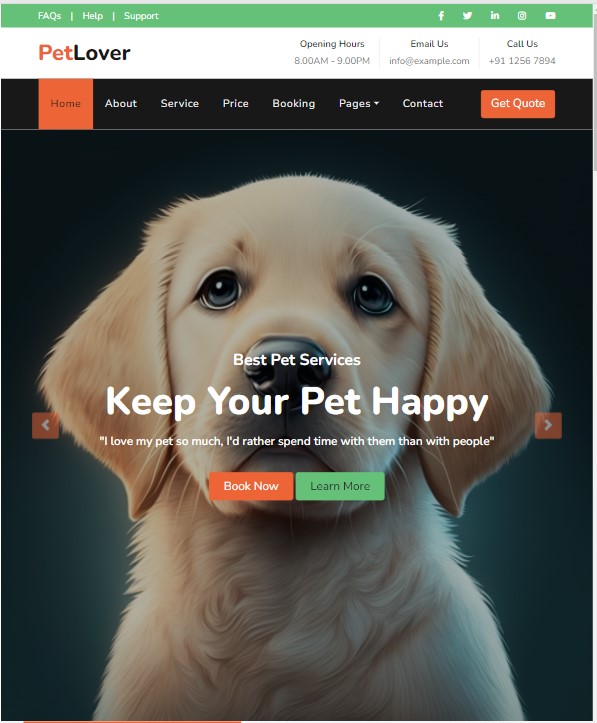 FAQs | Help | Support
PetLover
Opening Hours
8.00AM - 9.00PM
Email Us
info@example.com
Call Us
+91 1256 7894
Home About Service Price Booking Pages Contact Get Quote
Best Pet Services
Keep Your Pet Happy
"I love my pet so much, I'd rather spend time with them than with people"
Book Now Learn More